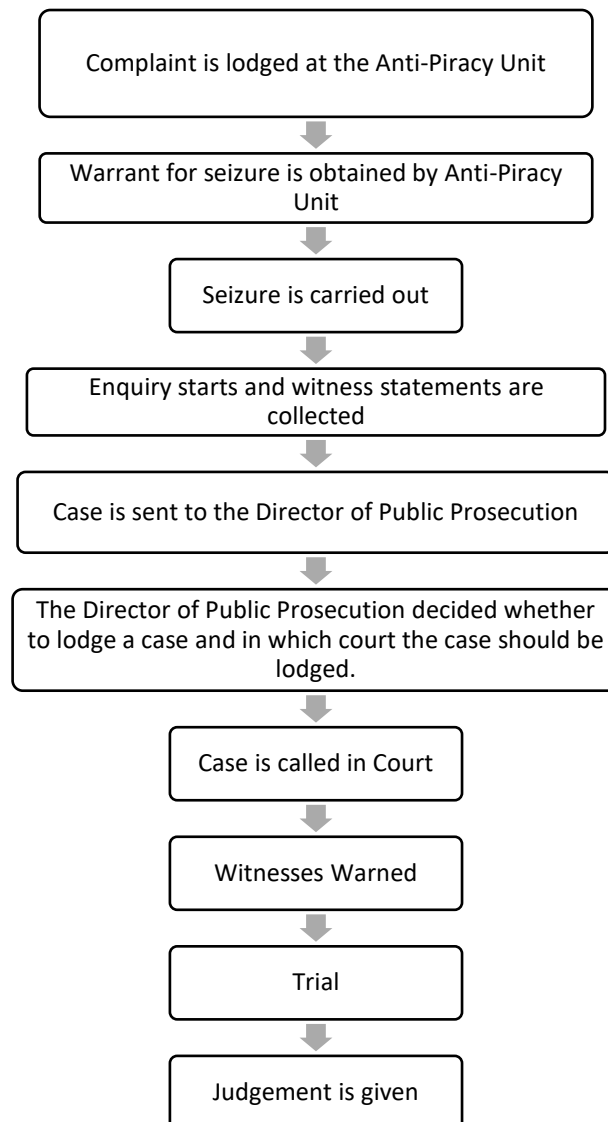 Complaint is lodged at the Anti-Piracy Unit
Warrant for seizure is obtained by Anti-Piracy
Unit
Seizure is carried out
Enquiry starts and witness statements are
collected
Case is sent to the Director of Public Prosecution
The Director of Public Prosecution decided whether
to lodge a case and in which court the case should be
lodged.
Case is called in Court
Witnesses Warned
Trial
Judgement is given